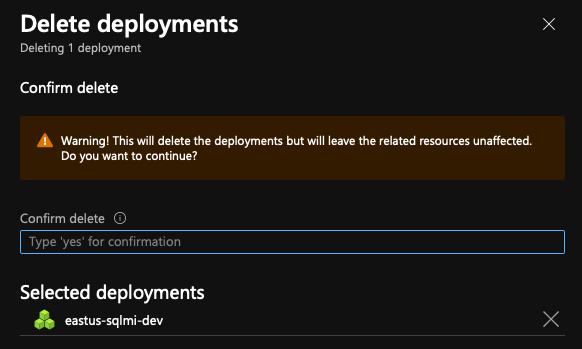 Delete deployments
Deleting 1 deployment
Confirm delete
Warning! This will delete the deployments but will leave the related resources unaffected.
Do you want to continue?
Confirm delete
Type 'yes' for confirmation
Selected deployments
eastus-sqlmi-dev